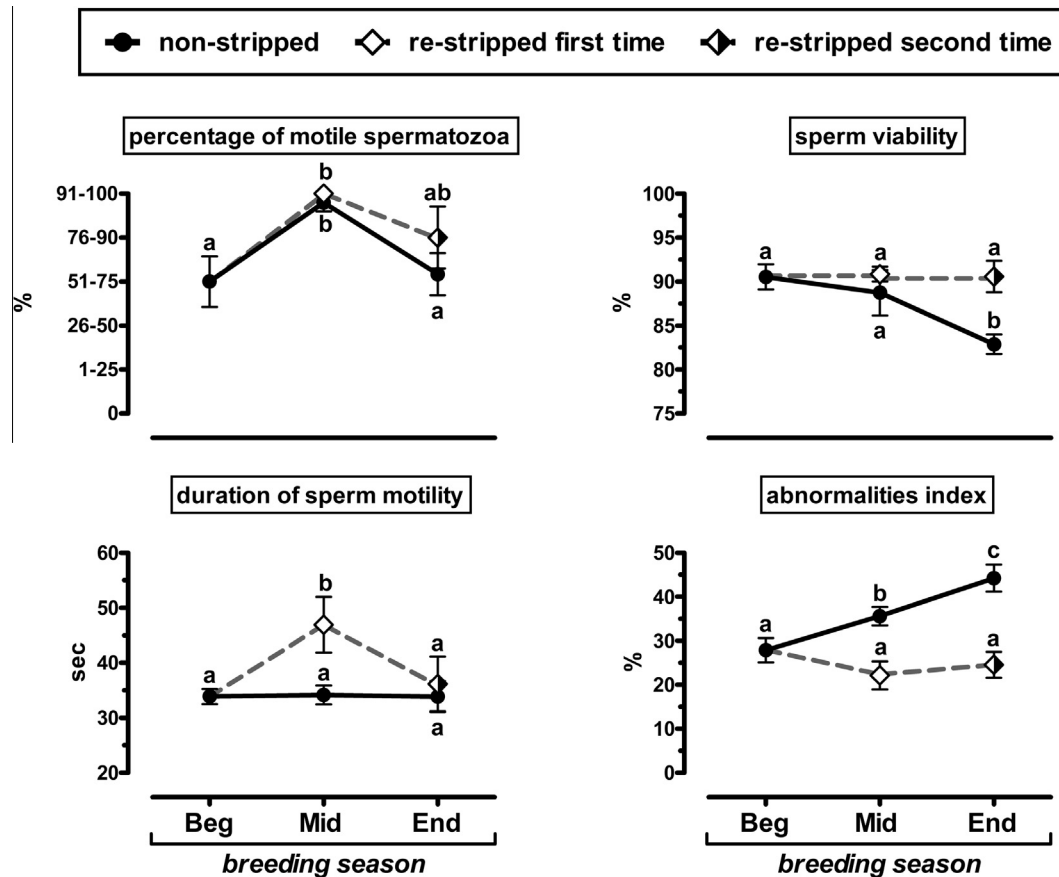 non-stripped re-stripped first time re-stripped second time
percentage of motile spermatozoa
%
91-100
76-90
51-75
26-50
1-25
0
a
b
b
ab
a
sperm viability
%
100
95
90
85
80
75
a
a
a
a
b
duration of sperm motility
sec
60
50
40
30
20
a
b
a
a
a
Beg Mid End
breeding season
abnormalities index
%
50
40
30
20
10
0
a
b
c
a
a
Beg Mid End
breeding season